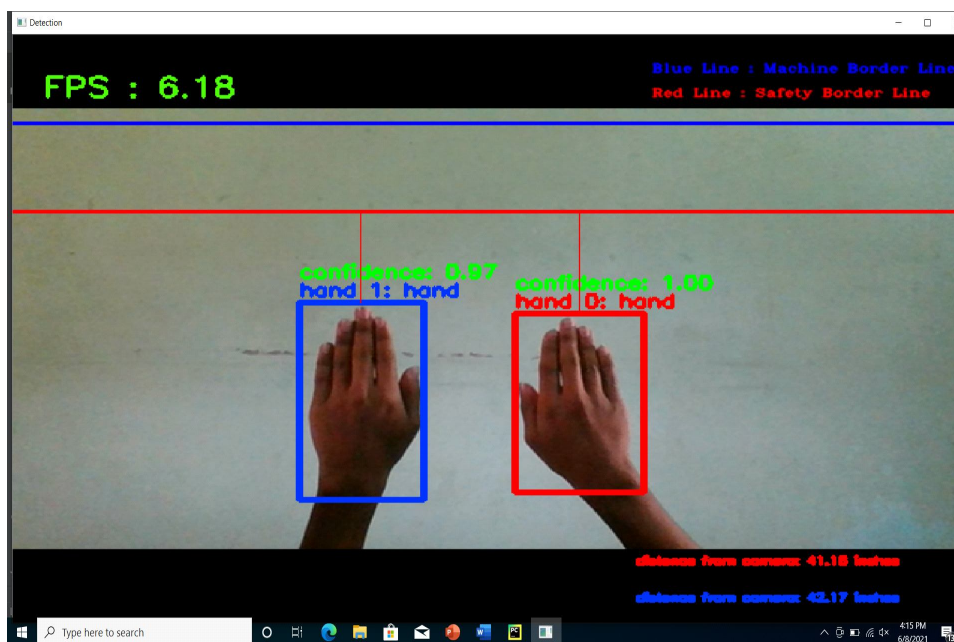 Detection
FPS : 6.18
Blue Line : Machine Border Line
Red Line : Safety Border Line
confidence: 0.97
hand 1: hand
confidence: 1.00
hand 0: hand
distance from camera: 41.15 inches
distance from camera: 42.17 inches
Type here to search
4:15 PM
6/8/2021